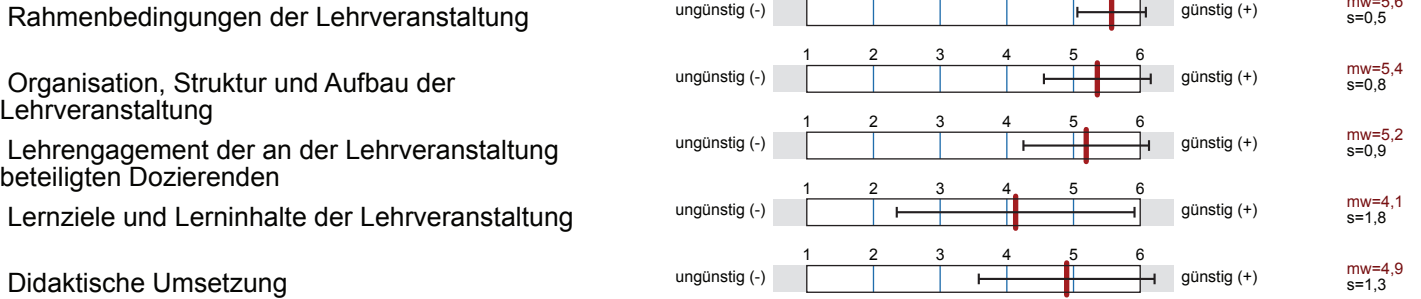 Rahmenbedingungen der Lehrveranstaltung ungünstig (-) günstig (+) mw=5,6
s=0,5
1 2 3 4 5 6
Organisation, Struktur und Aufbau der
Lehrveranstaltung
ungünstig (-) günstig (+) mw=5,4
s=0,8
1 2 3 4 5 6
Lehrengagement der an der Lehrveranstaltung
beteiligten Dozierenden
ungünstig (-) günstig (+) mw=5,2
s=0,9
1 2 3 4 5 6
Lernziele und Lerninhalte der Lehrveranstaltung ungünstig (-) günstig (+) mw=4,1
s=1,8
1 2 3 4 5 6
Didaktische Umsetzung ungünstig (-) günstig (+) mw=4,9
s=1,3